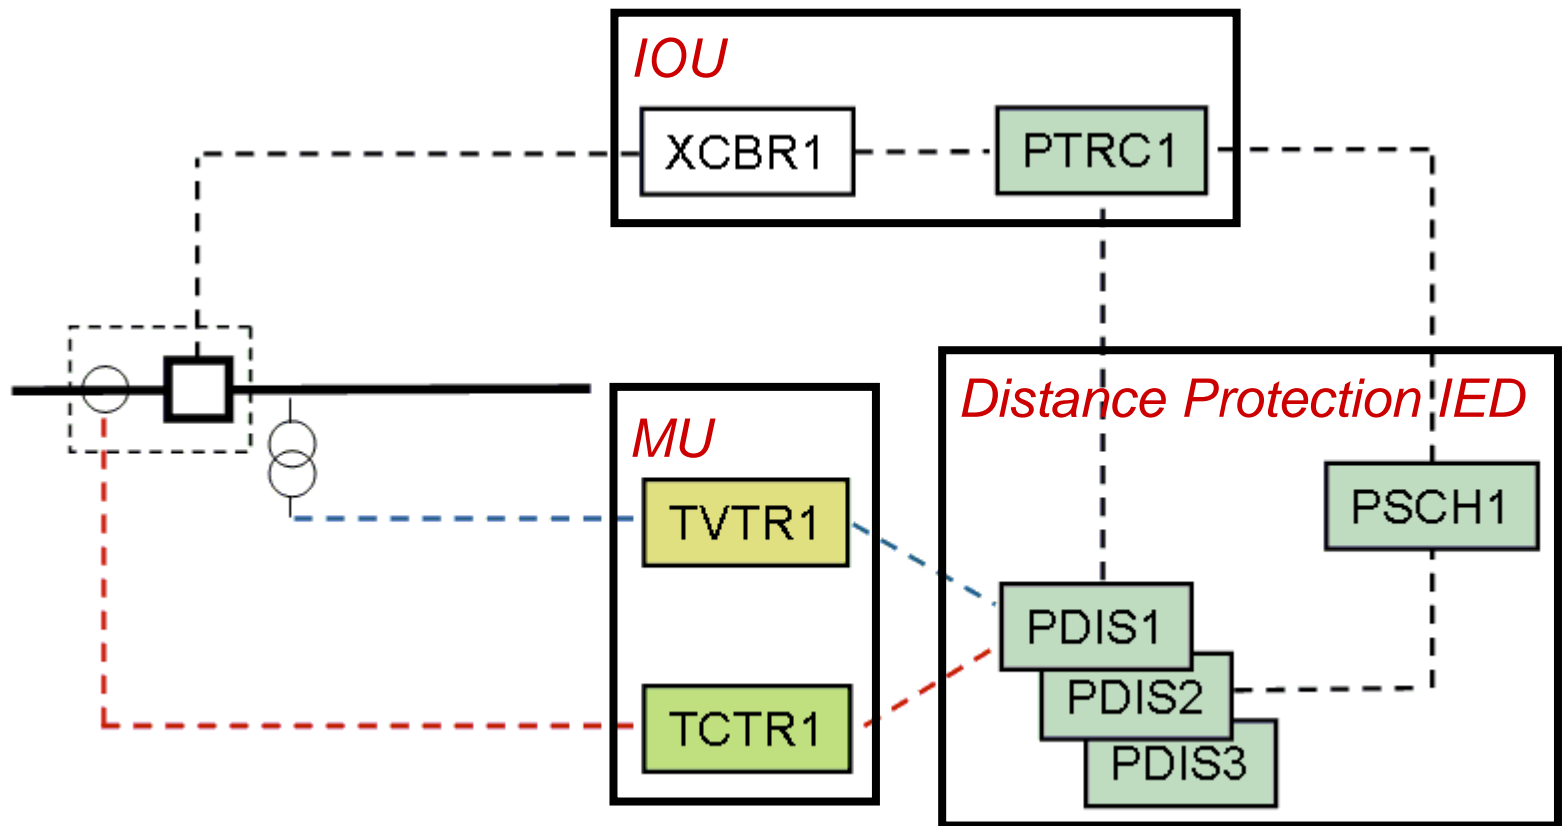 IOU
XCBR1
PTRC1
Distance Protection IED
MU
TVTR1
PSCH1
PDIS1
PDIS2
TCTR1
PDIS3